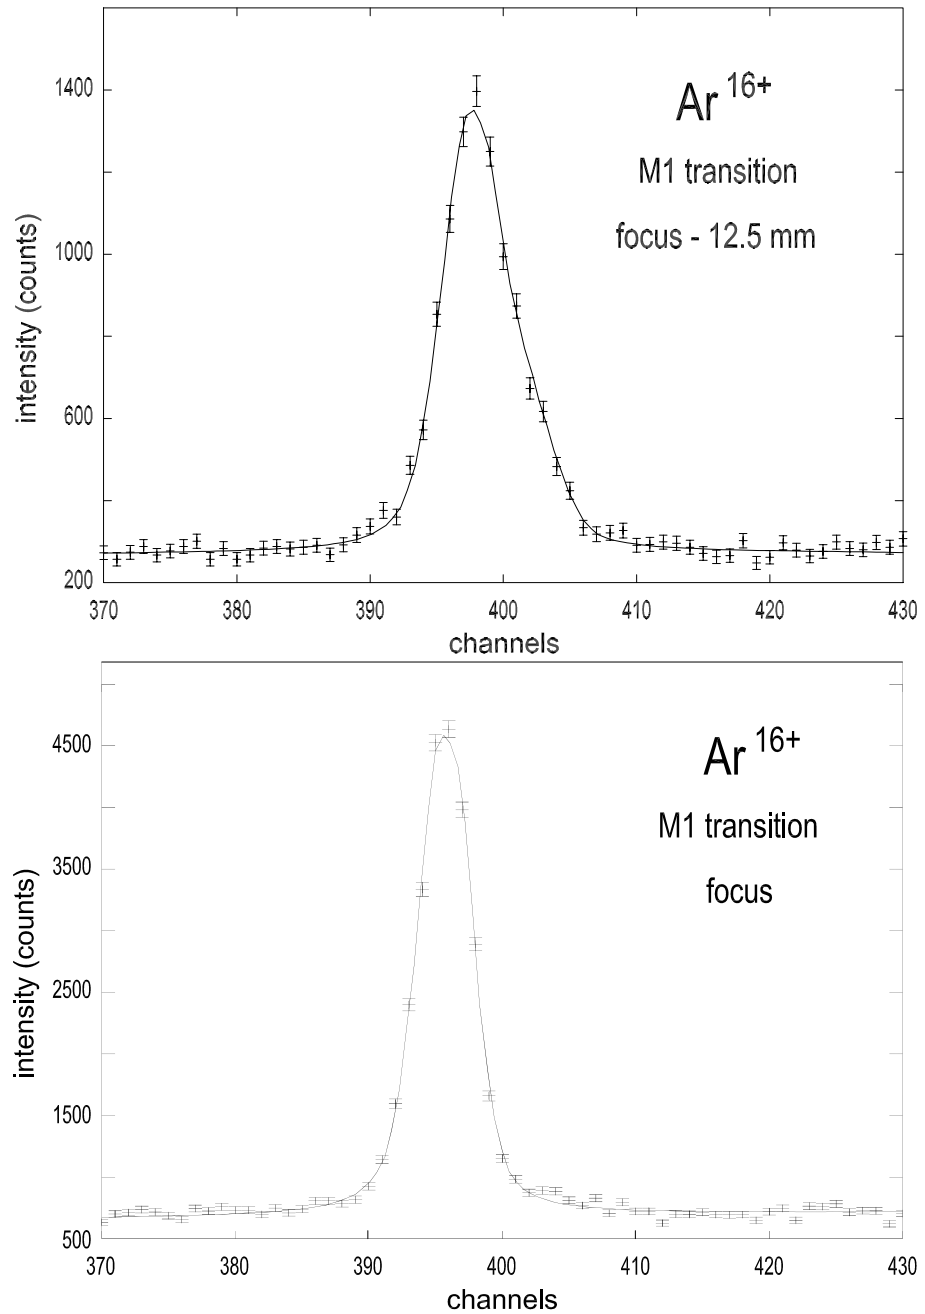 1400
1000
600
200
intensity (counts)
Ar 16+
M1 transition
focus - 12.5 mm
370 380 390 400 410 420 430
channels
4500
3500
2500
1500
500
intensity (counts)
Ar 16+
M1 transition
focus
370 380 390 400 410 420 430
channels